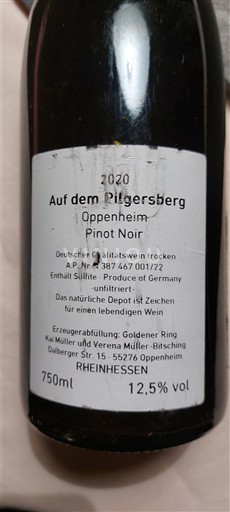 2020
Auf dem Pilgersberg
Oppenheim
Pinot Noir
Deutscher Qualitätswein trocken
A.P. Nr. 4 387 467 001/22
Enthält Sulfite · Produce of Germany
-unfiltriert-
Das natürliche Depot ist Zeichen
für einen lebendigen Wein
Erzeugerabfüllung: Goldener Ring
Kai Müller und Verena Müller-Bitsching
Dalberger Str. 15 · 55276 Oppenheim
RHEINHESSEN
750ml 12,5% vol